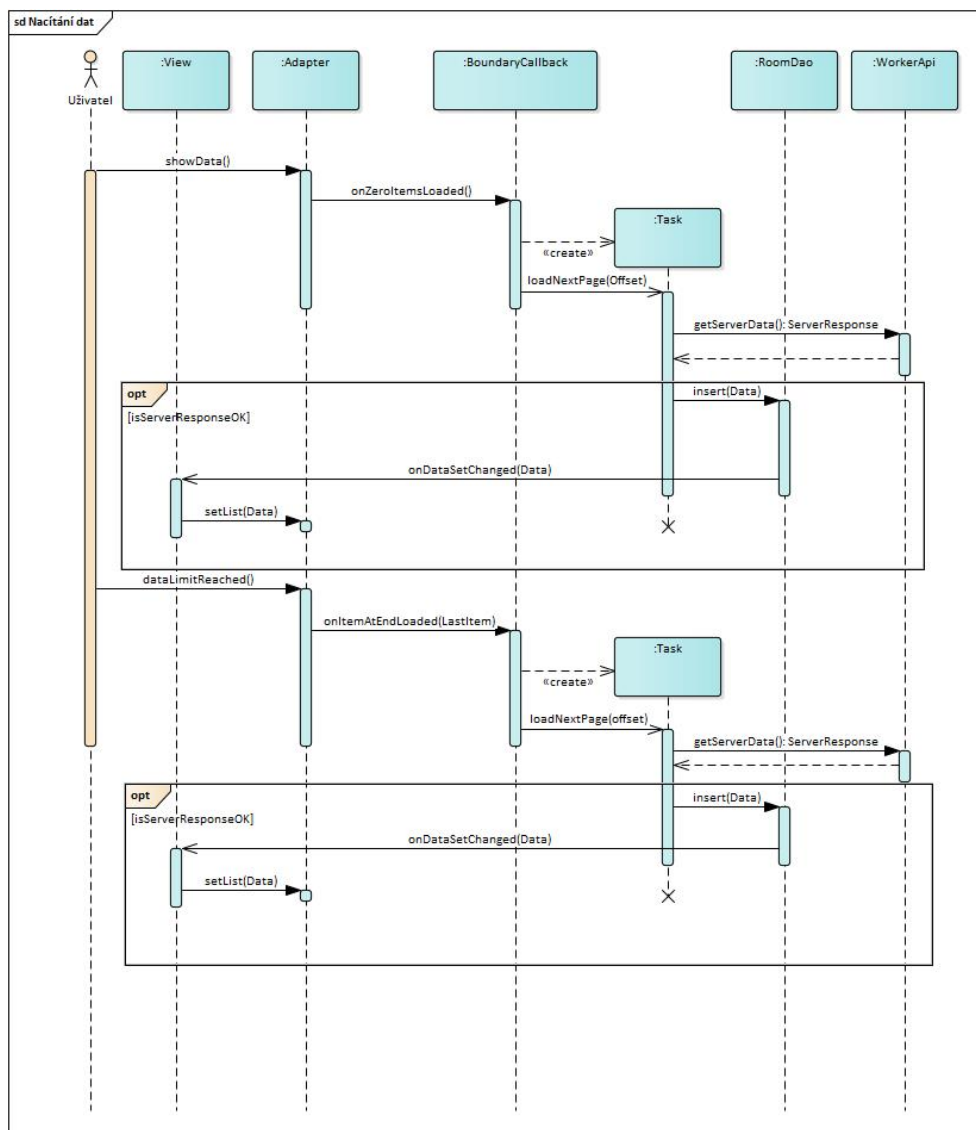 sd Nacítání dat
Uživatel
:View
:Adapter
:BoundaryCallback
:RoomDao
:WorkerApi
showData()
onZeroItemsLoaded()
:Task
«create»
loadNextPage(Offset)
getServerData(): ServerResponse
opt
[isServerResponseOK]
insert(Data)
onDataSetChanged(Data)
setList(Data)
dataLimitReached()
onItemAtEndLoaded(LastItem)
:Task
«create»
loadNextPage(offset)
getServerData(): ServerResponse
opt
[isServerResponseOK]
insert(Data)
onDataSetChanged(Data)
setList(Data)